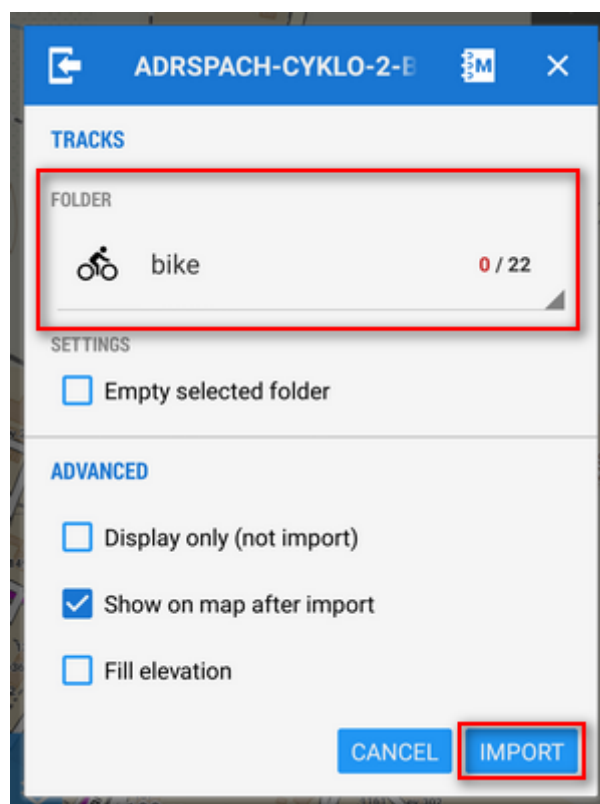 ADRSPACH-CYKLO-2-B
TRACKS
FOLDER
bike 0 / 22
SETTINGS
Empty selected folder
ADVANCED
Display only (not import)
Show on map after import
Fill elevation
CANCEL IMPORT